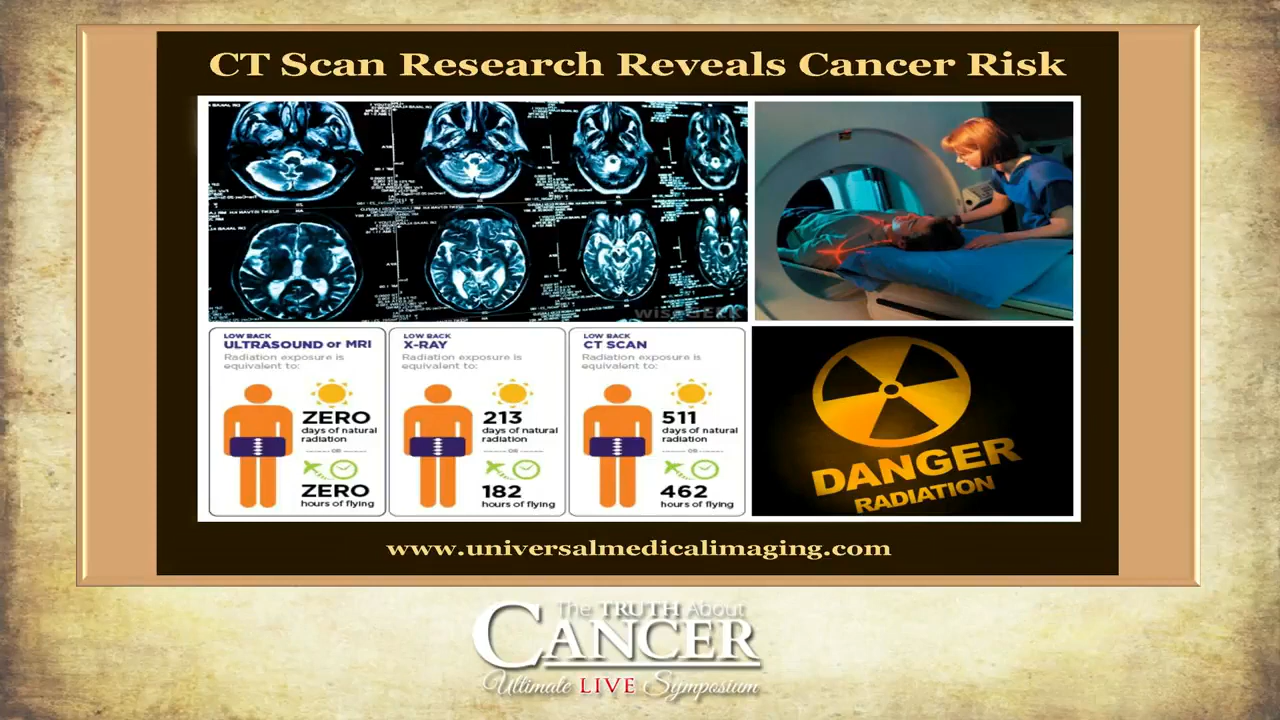 CT Scan Research Reveals Cancer Risk
LOW BACK
ULTRASOUND or MRI
Radiation exposure is
equivalent to:
ZERO
days of natural
radiation
OR
ZERO
hours of flying
LOW BACK
X-RAY
Radiation exposure is
equivalent to:
213
days of natural
radiation
OR
182
hours of flying
LOW BACK
CT SCAN
Radiation exposure is
equivalent to:
511
days of natural
radiation
OR
462
hours of flying
DANGER
RADIATION
www.universalmedicalimaging.com
The TRUTH About
CANCER
Ultimate LIVE Symposium